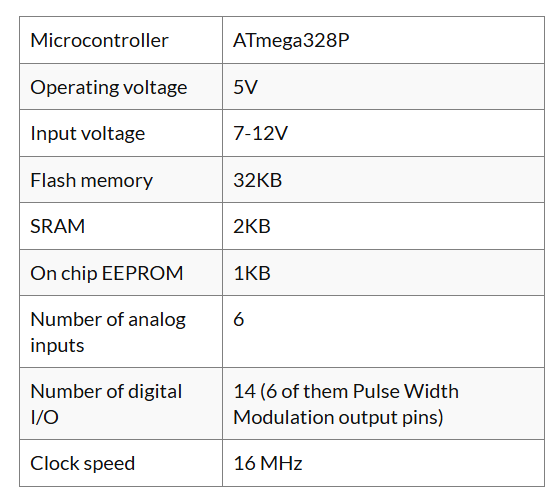 Microcontroller ATmega328P
Operating voltage 5V
Input voltage 7-12V
Flash memory 32KB
SRAM 2KB
On chip EEPROM 1KB
Number of analog 6
inputs
Number of digital 14 (6 of them Pulse Width
I/O Modulation output pins)
Clock speed 16 MHz